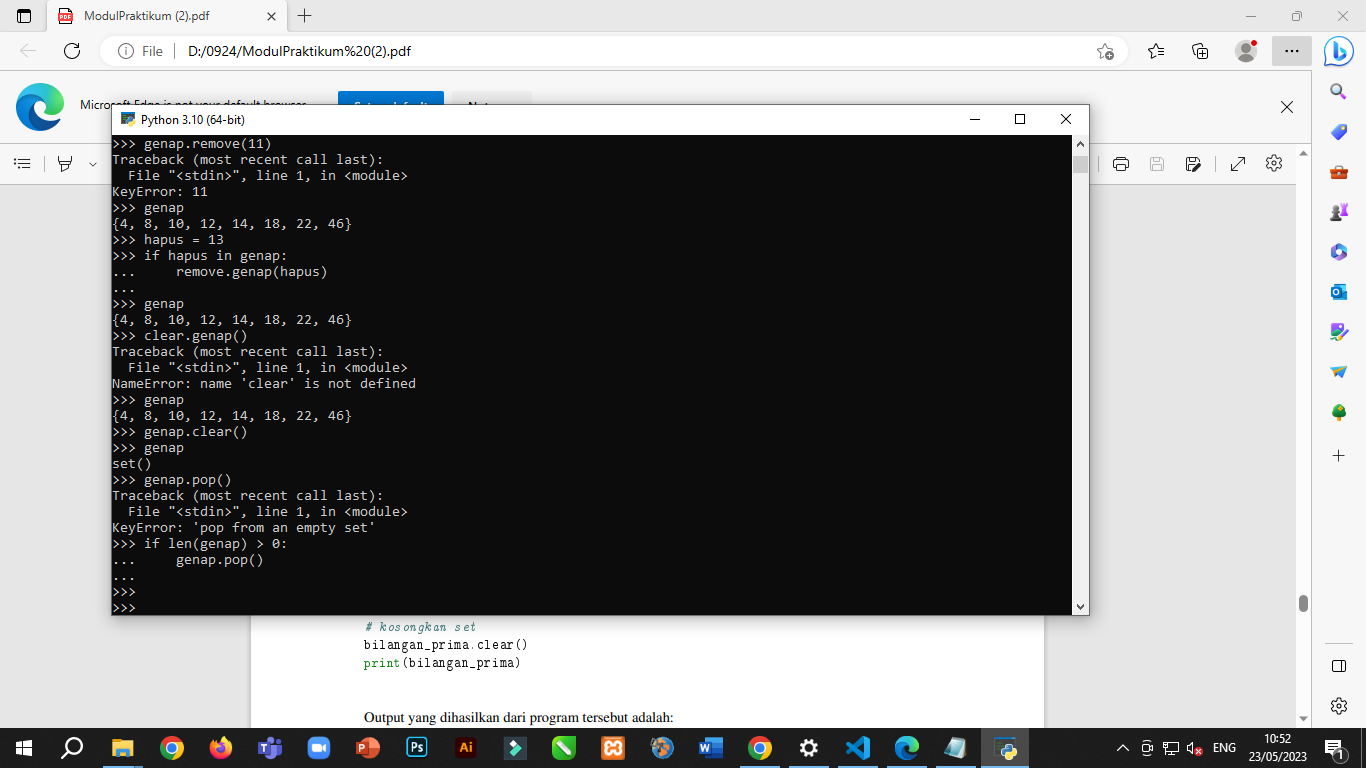 ModulPraktikum (2).pdf
File
D:/0924/ModulPraktikum%20(2).pdf
Python 3.10 (64-bit)
>>> genap.remove(11)
Traceback (most recent call last):
  File "<stdin>", line 1, in <module>
KeyError: 11
>>> genap
{4, 8, 10, 12, 14, 18, 22, 46}
>>> hapus = 13
>>> if hapus in genap:
...     remove.genap(hapus)
...
>>> genap
{4, 8, 10, 12, 14, 18, 22, 46}
>>> clear.genap()
Traceback (most recent call last):
  File "<stdin>", line 1, in <module>
NameError: name 'clear' is not defined
>>> genap
{4, 8, 10, 12, 14, 18, 22, 46}
>>> genap.clear()
>>> genap
set()
>>> genap.pop()
Traceback (most recent call last):
  File "<stdin>", line 1, in <module>
KeyError: 'pop from an empty set'
>>> if len(genap) > 0:
...     genap.pop()
...
>>>
>>>
# kosongkan set
bilangan_prima.clear()
print(bilangan_prima)
Output yang dihasilkan dari program tersebut adalah:
ENG
10:52
23/05/2023
1